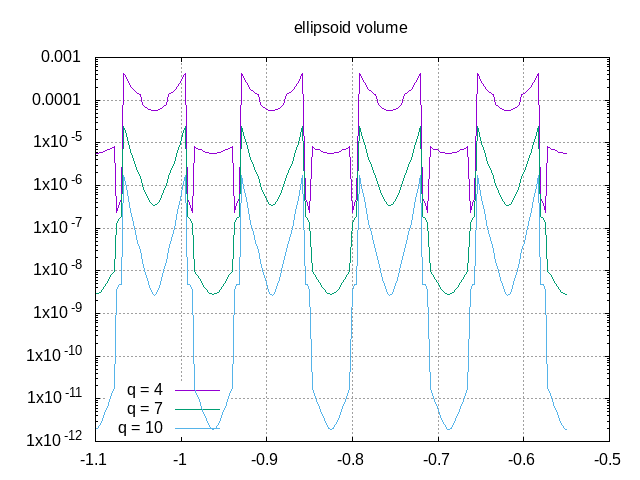 ellipsoid volume
0.001
0.0001
1x10-5
1x10-6
1x10-7
1x10-8
1x10-9
1x10-10
1x10-11
1x10-12
q = 4
q = 7
q = 10
-1.1 -1 -0.9 -0.8 -0.7 -0.6 -0.5